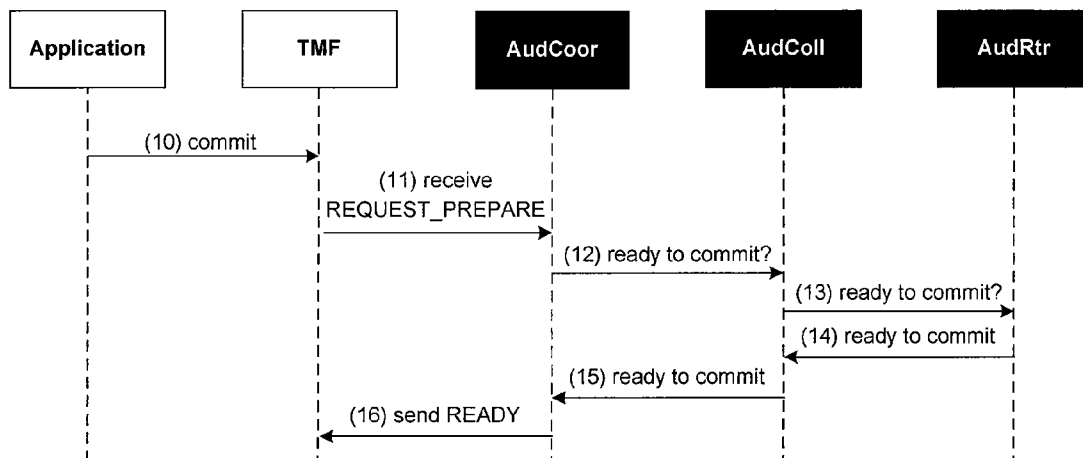 Application
TMF
AudCoor
AudColl
AudRtr
(10) commit
(11) receive
REQUEST_PREPARE
(12) ready to commit?
(13) ready to commit?
(14) ready to commit
(15) ready to commit
(16) send READY